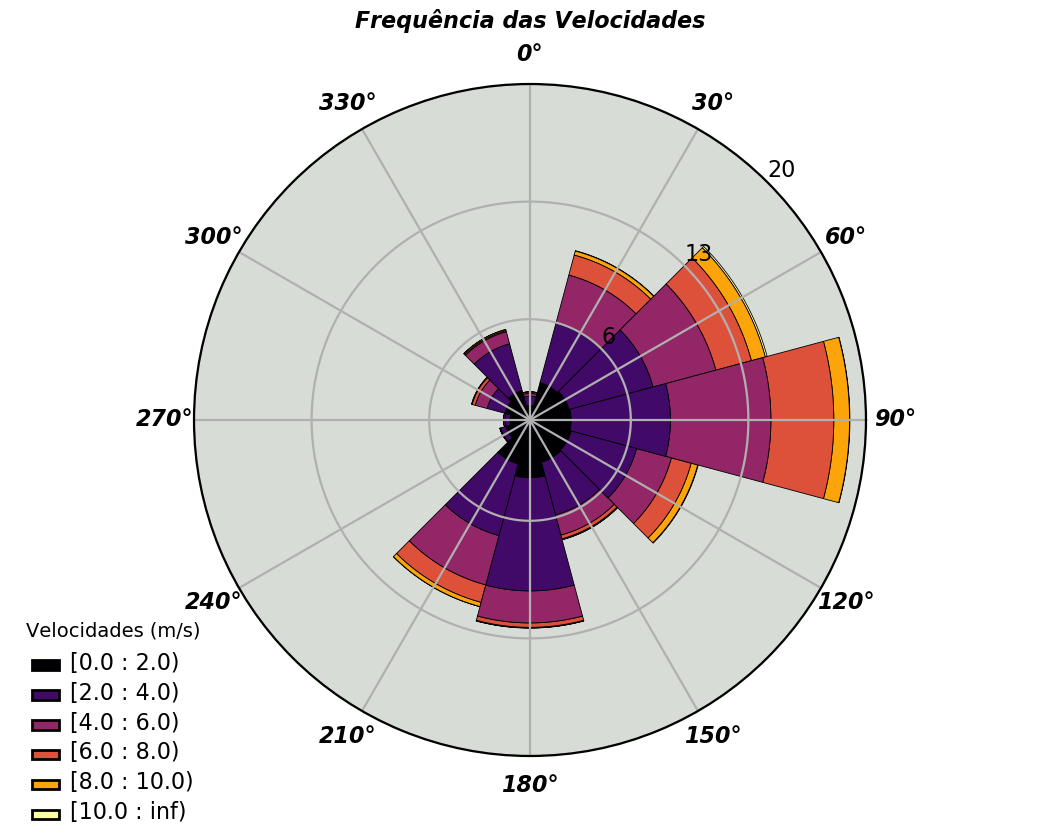 Frequência das Velocidades
0°
330°
30°
20
300°
60°
13
6
270°
90°
240°
120°
210°
150°
180°
Velocidades (m/s)
[0.0 : 2.0)
[2.0 : 4.0)
[4.0 : 6.0)
[6.0 : 8.0)
[8.0 : 10.0)
[10.0 : inf)